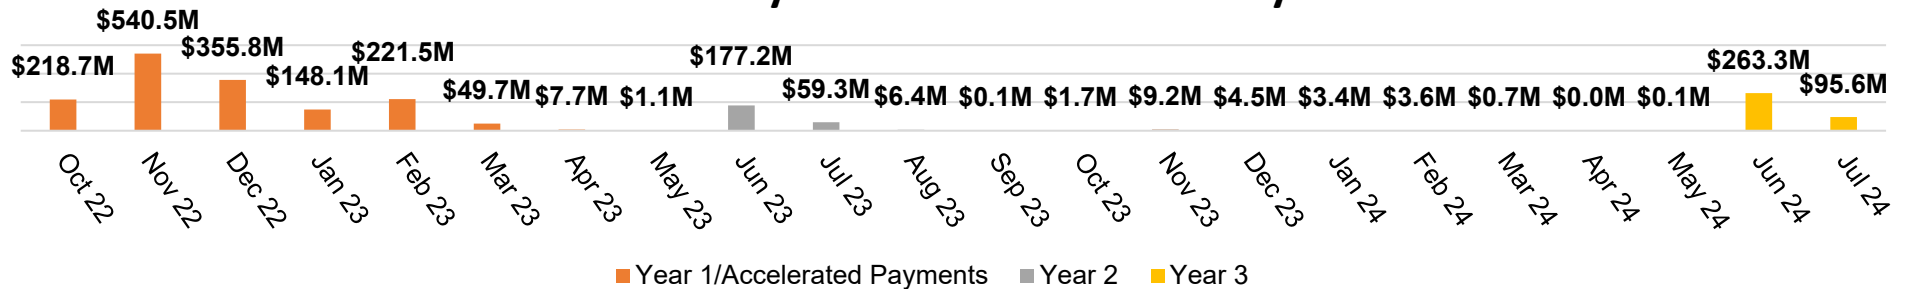 $218.7M
$540.5M
$355.8M
$148.1M
$221.5M
$49.7M
$7.7M
$1.1M
$177.2M
$59.3M
$6.4M
$0.1M
$1.7M
$9.2M
$4.5M
$3.4M
$3.6M
$0.7M
$0.0M
$0.1M
$263.3M
$95.6M
Oct 22
Nov 22
Dec 22
Jan 23
Feb 23
Mar 23
Apr 23
May 23
Jun 23
Jul 23
Aug 23
Sep 23
Oct 23
Nov 23
Dec 23
Jan 24
Feb 24
Mar 24
Apr 24
May 24
Jun 24
Jul 24
Year 1/Accelerated Payments
Year 2
Year 3